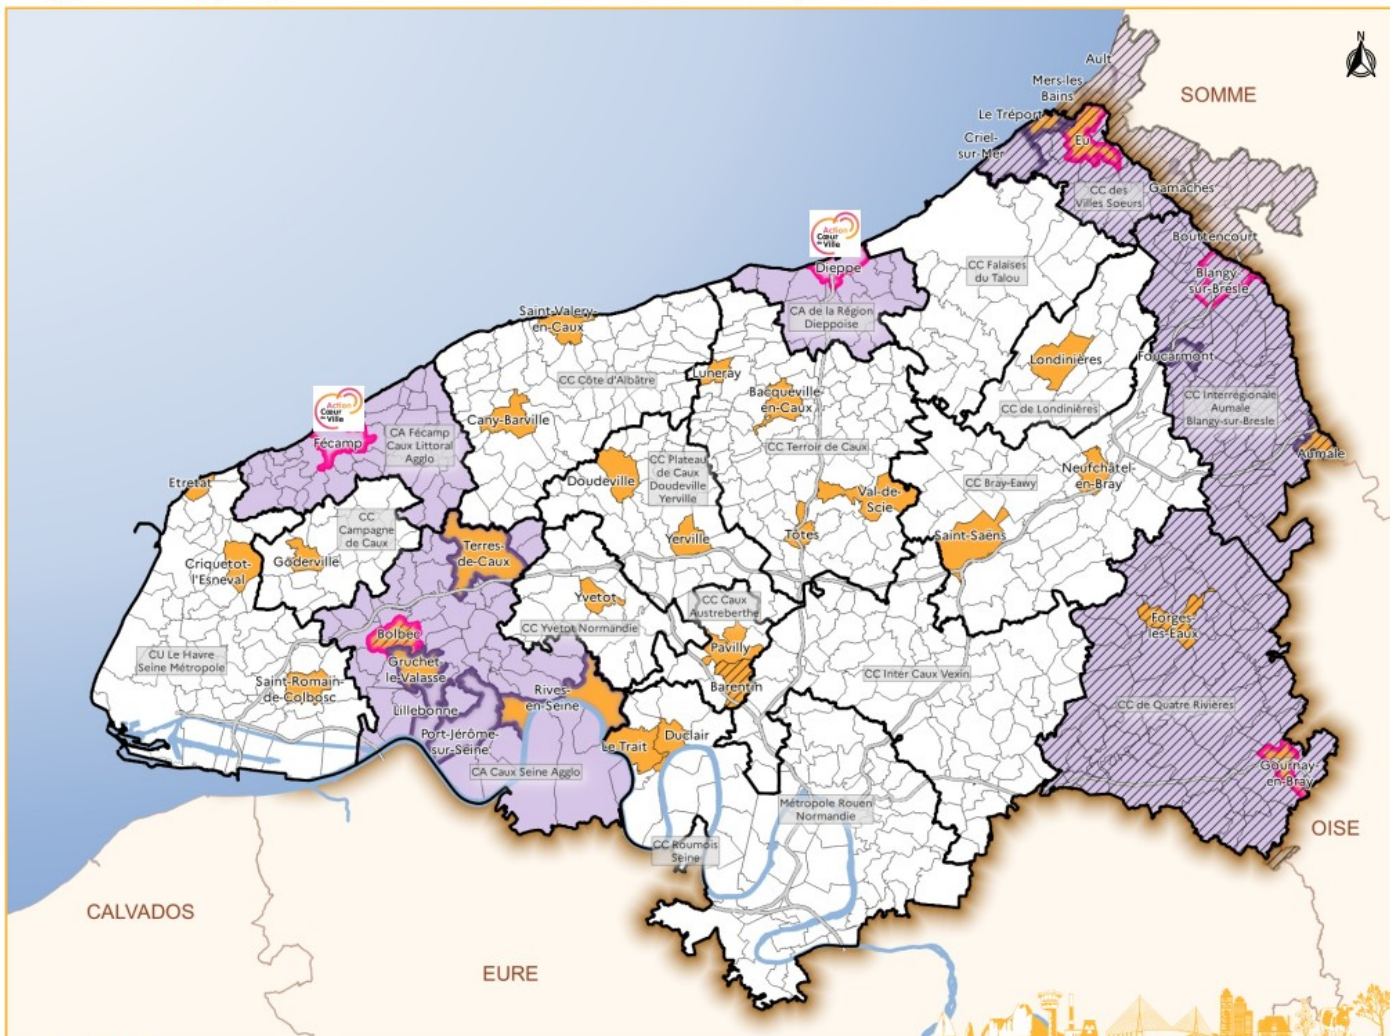 N
Ault
SOMME
Mers-les
Bains
Le Tréport
Criel-
sur-Mer
Eu
CC des
Villes Soeurs
Gamaches
Bouttencourt
Blangy
-sur-Bresle
Action
Cœur
de Ville
Dieppe
CA de la Région
Dieppoise
CC Falaises
du Talou
Londinières
CC de Londinières
Foucarmont
CC Interrégionale
Aumale
Blangy-sur-Bresle
Aumale
Saint-Valery-
en-Caux
CC Côte d'Albâtre
Cany-Barville
Luneray
Bacqueville
-en-Caux
CC Terroir de Caux
Action
Cœur
de Ville
Fécamp
CA Fécamp
Caux Littoral
Agglo
Etretat
CC
Campagne
de Caux
Criquetot-
l'Esneval
Goderville
Terres-
de-Caux
Doudeville
CC Plateau
de Caux
Doudeville
Yerville
Yerville
Val-de-
Scie
Tôtes
CC Bray-Eawy
Neufchâtel-
en-Bray
Saint-Saëns
Yvetot
CC Yvetot Normandie
CC Caux
Austreberthe
Pavilly
Barentin
CC Inter Caux Vexin
Forges-
les-Eaux
CC de Quatre Rivières
Gournay-
en-Bray
OISE
CU Le Havre
Seine Métropole
Saint-Romain-
de-Colbosc
Bolbec
Gruchet-
le-Valasse
Lillebonne
Port-Jérôme-
sur-Seine
Rives-
en-Seine
CA Caux Seine Agglo
Le Trait
Duclair
Métropole Rouen
Normandie
CC Roumois
Seine
CALVADOS
EURE